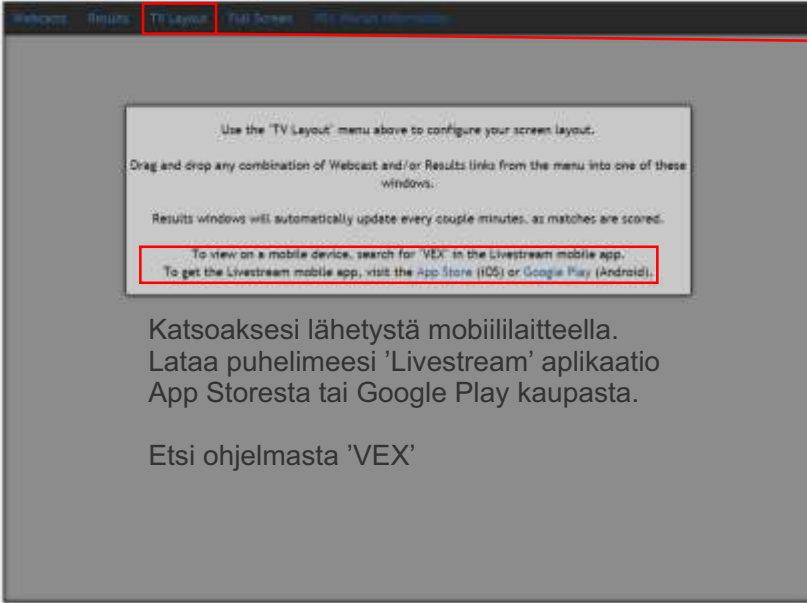 Webcasts Results TV Layout Full Screen
Use the 'TV Layout' menu above to configure your screen layout.
Drag and drop any combination of Webcast and/or Results links from the menu into one of these
windows.
Results windows will automatically update every couple minutes, as matches are scored.
To view on a mobile device, search for 'VEX' in the Livestream mobile app.
To get the Livestream mobile app, visit the App Store (iOS) or Google Play (Android).
Katsoaksesi lähetystä mobiililaitteella.
Lataa puhelimeesi ’Livestream’ aplikaatio
App Storesta tai Google Play kaupasta.
Etsi ohjelmasta ’VEX’